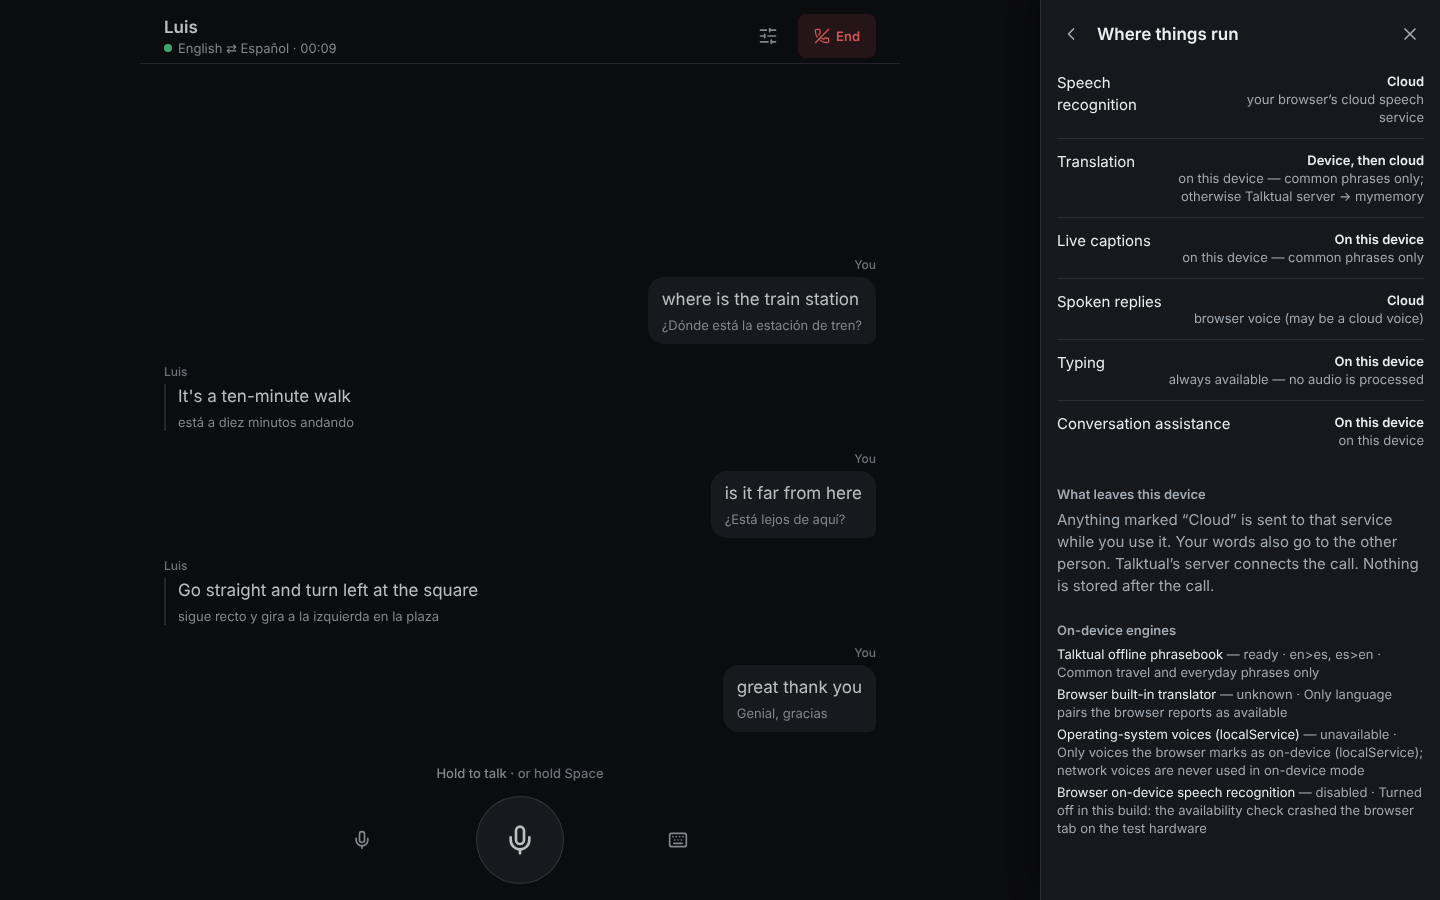 Luis
English ⇄ Español · 00:09
End
You
where is the train station
¿Dónde está la estación de tren?
Luis
It's a ten-minute walk
está a diez minutos andando
You
is it far from here
¿Está lejos de aquí?
Luis
Go straight and turn left at the square
sigue recto y gira a la izquierda en la plaza
You
great thank you
Genial, gracias
Hold to talk · or hold Space
Where things run
Speech
recognition
Cloud
your browser’s cloud speech
service
Translation
Device, then cloud
on this device — common phrases only;
otherwise Talktual server → mymemory
Live captions
On this device
on this device — common phrases only
Spoken replies
Cloud
browser voice (may be a cloud voice)
Typing
On this device
always available — no audio is processed
Conversation assistance
On this device
on this device
What leaves this device
Anything marked “Cloud” is sent to that service
while you use it. Your words also go to the other
person. Talktual’s server connects the call. Nothing
is stored after the call.
On-device engines
Talktual offline phrasebook — ready · en>es, es>en ·
Common travel and everyday phrases only
Browser built-in translator — unknown · Only language
pairs the browser reports as available
Operating-system voices (localService) — unavailable ·
Only voices the browser marks as on-device (localService);
network voices are never used in on-device mode
Browser on-device speech recognition — disabled · Turned
off in this build: the availability check crashed the browser
tab on the test hardware